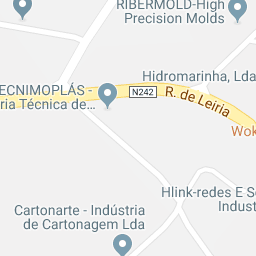 RIBERMOLD-High
Precision Molds
Hidromarinha, Lda
ECNIMOPLÁS -
ria Técnica de...
N242
R. de Leiria
Wok
Hlink-redes E S
Indust
Cartonarte - Indústria
de Cartonagem Lda